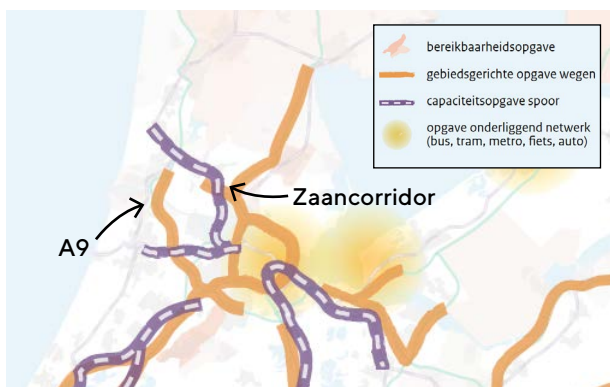 bereikbaarheidsopgave
gebiedsgerichte opgave wegen
capaciteitsopgave spoor
opgave onderliggend netwerk
(bus, tram, metro, fiets, auto)
Zaancorridor
A9